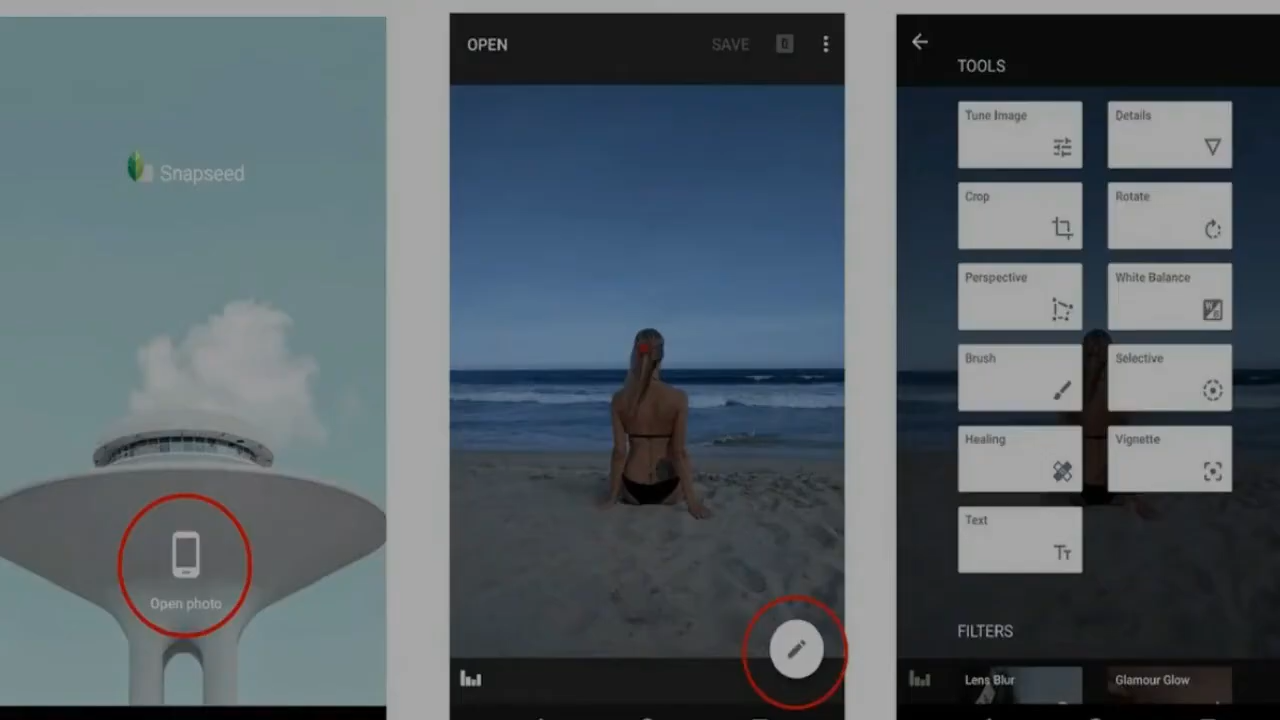 Snapseed
Open photo
OPEN
SAVE
TOOLS
Tune Image
Details
Crop
Rotate
Perspective
White Balance
Brush
Selective
Healing
Vignette
Text
Tт
FILTERS
Lens Blur
Glamour Glow